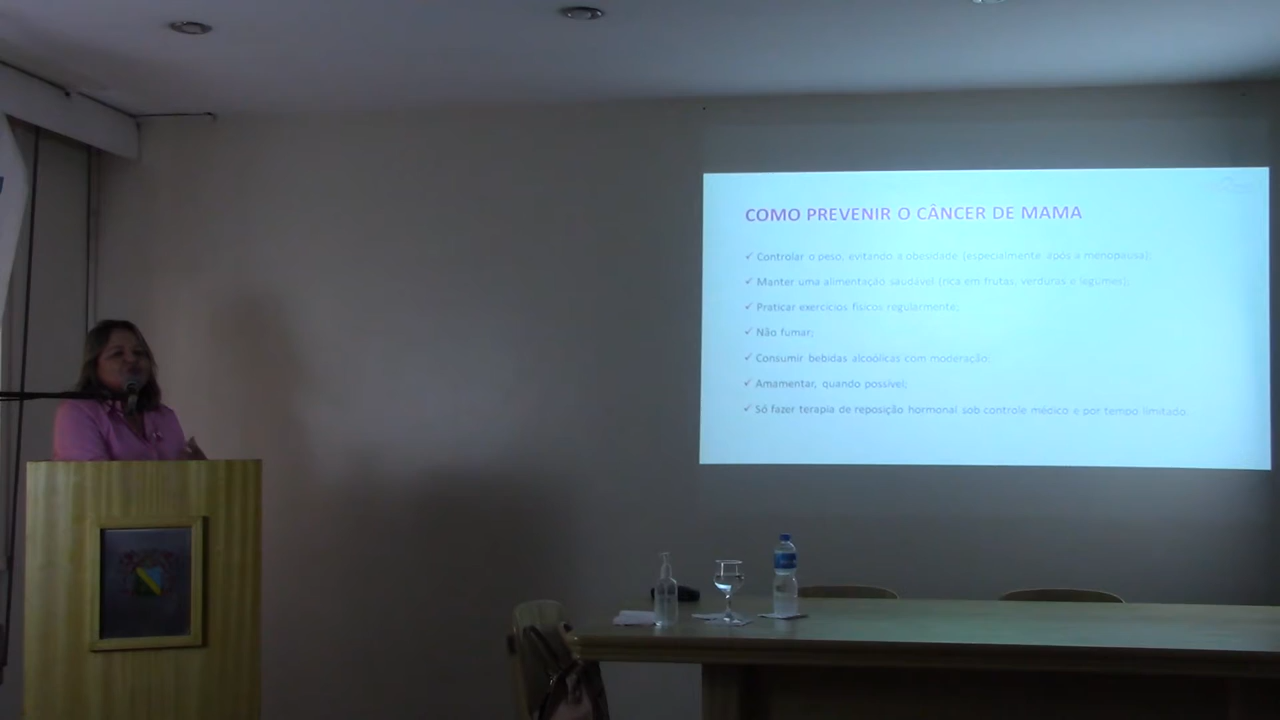 COMO PREVENIR O CÂNCER DE MAMA
✓ Controlar o peso, evitando a obesidade (especialmente após a menopausa);
✓ Manter uma alimentação saudável (rica em frutas, verduras e legumes);
✓ Praticar exercícios físicos regularmente;
✓ Não fumar;
✓ Consumir bebidas alcoólicas com moderação;
✓ Amamentar, quando possível;
✓ Só fazer terapia de reposição hormonal sob controle médico e por tempo limitado.